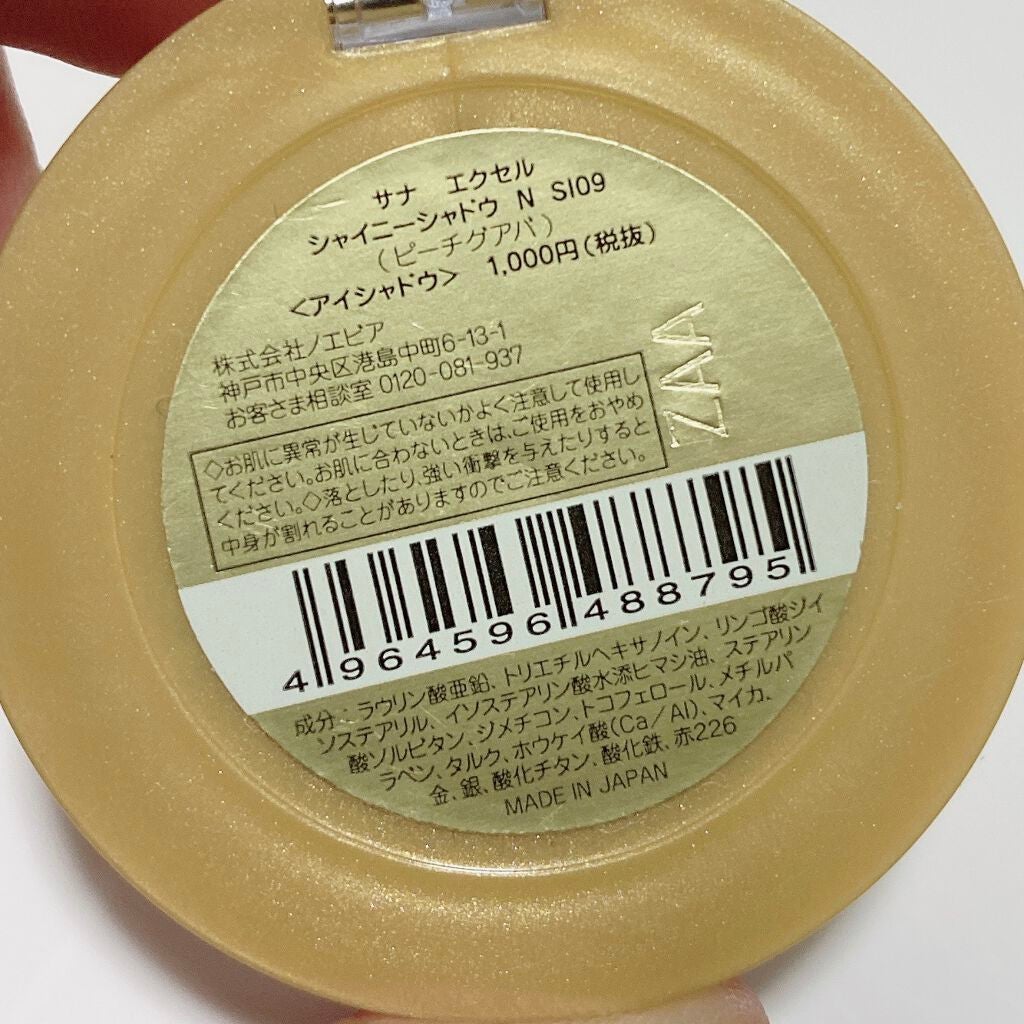 サナ エクセル
シャイニーシャドウ N SI09
(ピーチグアバ)
<アイシャドウ> 1,000円(税抜)
株式会社ノエビア
神戸市中央区港島中町6-13-1
お客さま相談室 0120-081-937
◇お肌に異常が生じていないかよく注意して使用し
てください。お肌に合わないときは、ご使用をおやめ
ください。◇落としたり、強い衝撃を与えたりすると
中身が割れることがありますのでご注意ください。
ZAA
4964596488795
成分:ラウリン酸亜鉛、トリエチルヘキサノイン、リンゴ酸ジイ
ソステアリル、イソステアリン酸水添ヒマシ油、ステアリン
酸ソルビタン、ジメチコン、トコフェロール、メチルパ
ラベン、タルク、ホウケイ酸(Ca/Al)、マイカ、
金、銀、酸化チタン、酸化鉄、赤226
MADE IN JAPAN